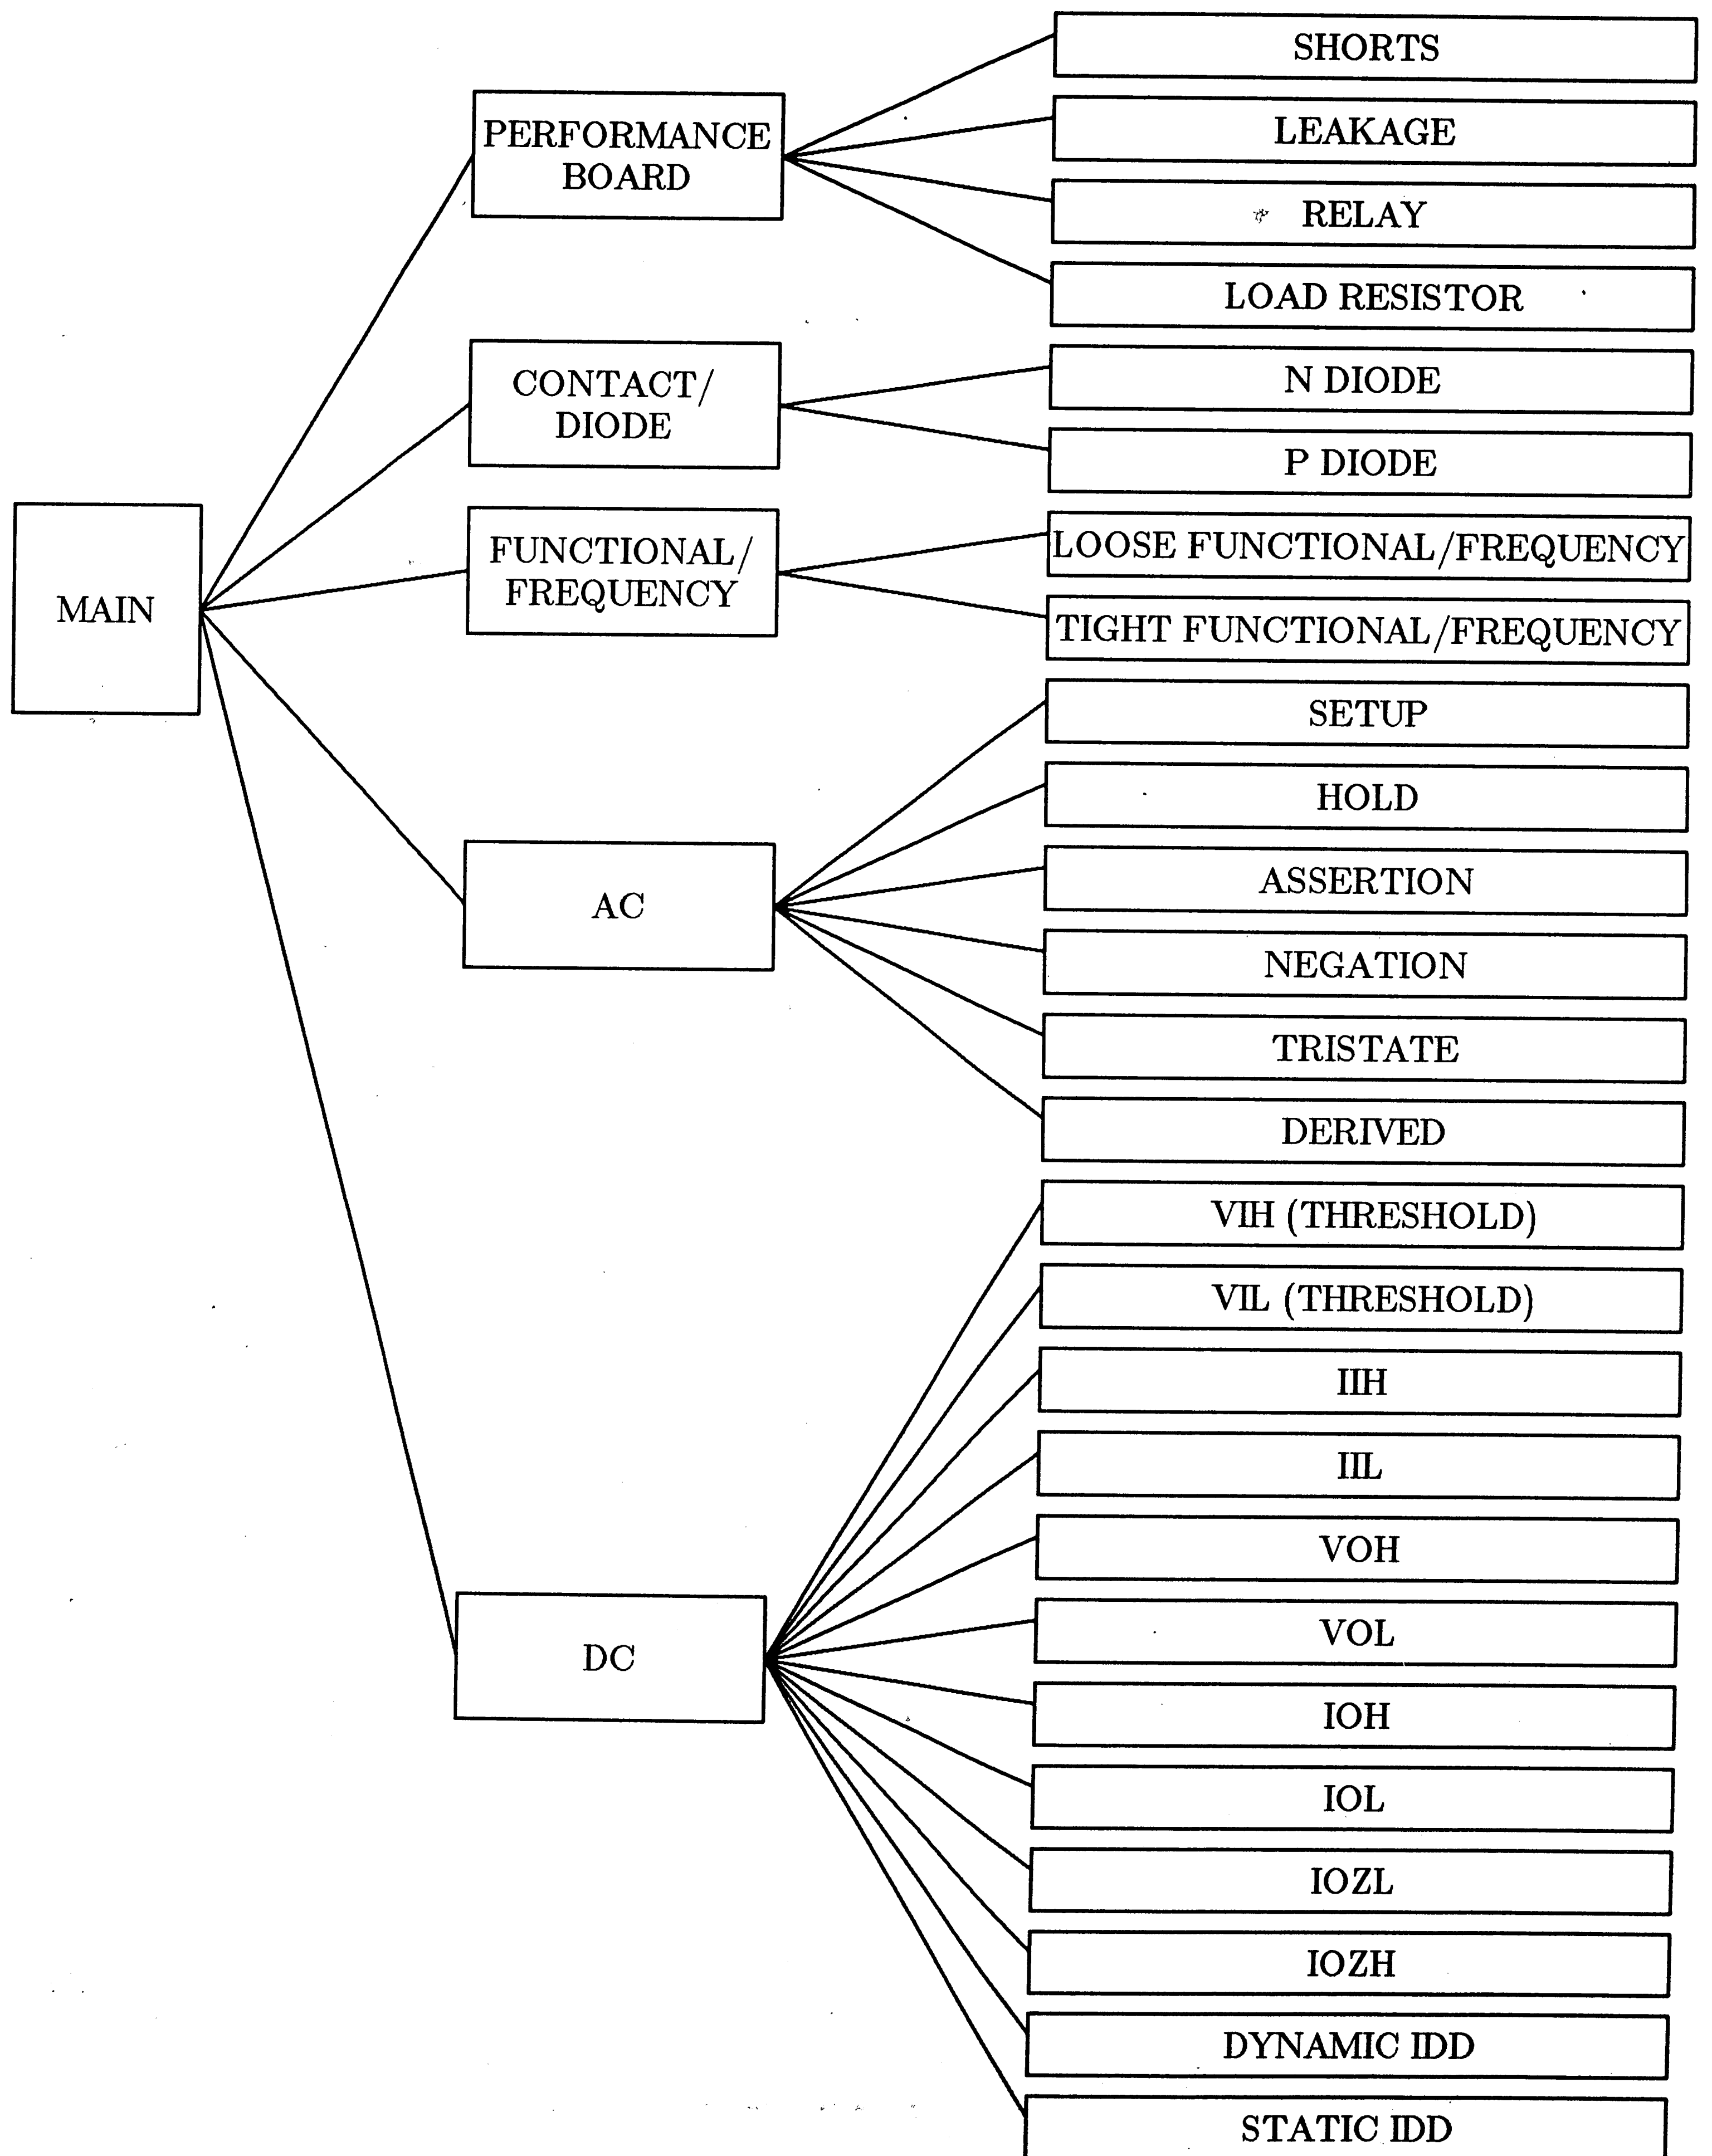 MAIN
PERFORMANCE
BOARD
SHORTS
LEAKAGE
RELAY
LOAD RESISTOR
CONTACT/
DIODE
N DIODE
P DIODE
FUNCTIONAL/
FREQUENCY
LOOSE FUNCTIONAL/FREQUENCY
TIGHT FUNCTIONAL/FREQUENCY
AC
SETUP
HOLD
ASSERTION
NEGATION
TRISTATE
DERIVED
DC
VIH (THRESHOLD)
VIL (THRESHOLD)
IIH
IIL
VOH
VOL
IOH
IOL
IOZL
IOZH
DYNAMIC IDD
STATIC IDD